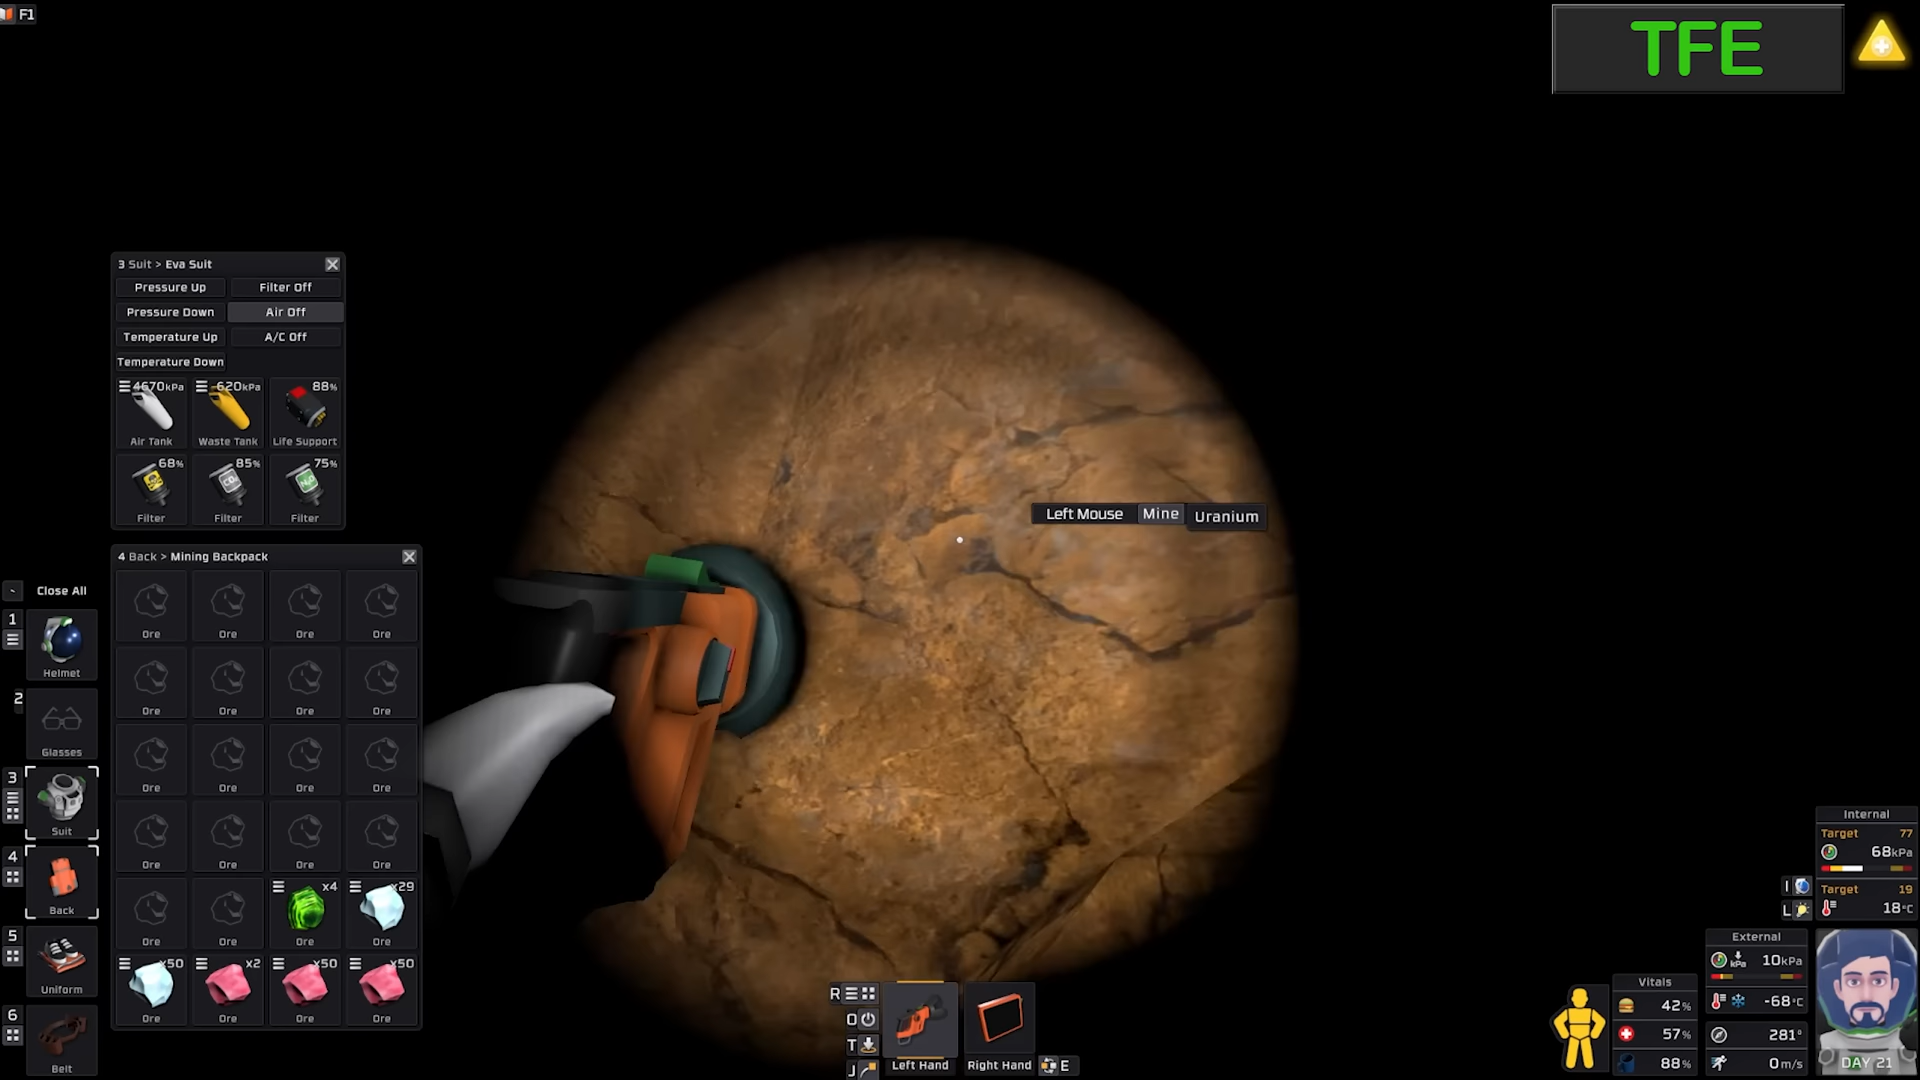 F1
TFE
3 Suit > Eva Suit
Pressure Up Filter Off
Pressure Down Air Off
Temperature Up A/C Off
Temperature Down
4670kPa 620kPa 88%
Air Tank Waste Tank Life Support
68% 85% 75%
CO₂ N₂O
Filter Filter Filter
Left Mouse Mine Uranium
4 Back > Mining Backpack
Ore Ore Ore Ore
Ore Ore Ore Ore
Ore Ore Ore Ore
Ore Ore Ore Ore
x4 x29
Ore Ore Ore Ore
x50 x2 x50 x50
Ore Ore Ore Ore
~ Close All
1
Helmet
2
Glasses
3
Suit
4
Back
5
Uniform
6
Belt
R
O
T
J
Left Hand Right Hand E
Internal
Target 77
68kPa
Target 19
18°C
I
L
External
kPa 10kPa
-68°C
281°
0m/s
Vitals
42%
57%
88%
DAY 21